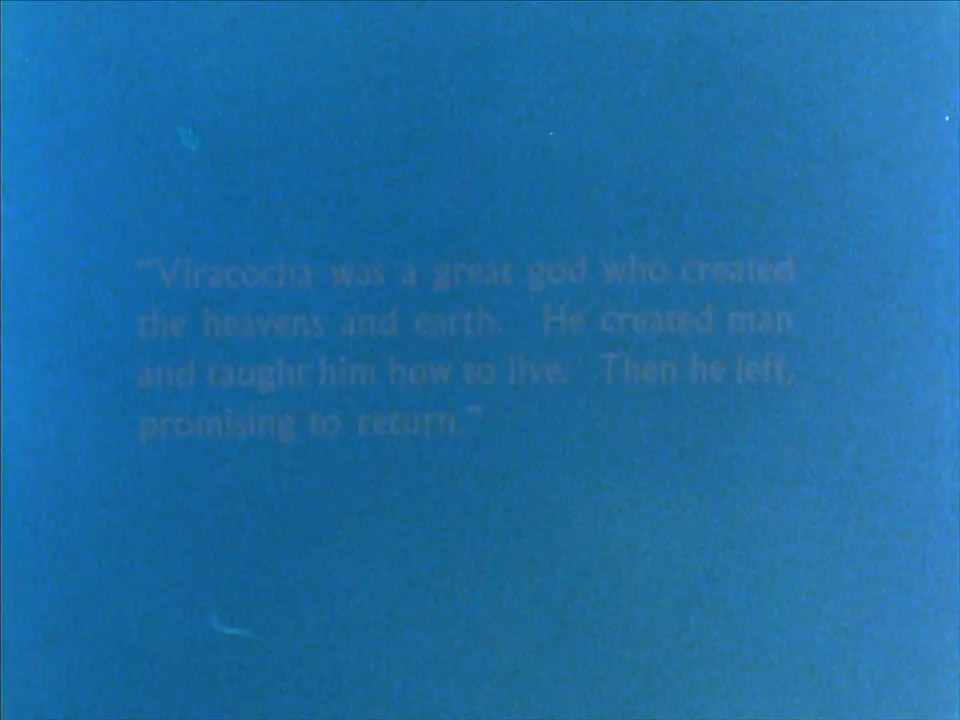 "Viracocha was a great god who created
the heavens and earth. He created man
and taught him how to live. Then he left,
promising to return."